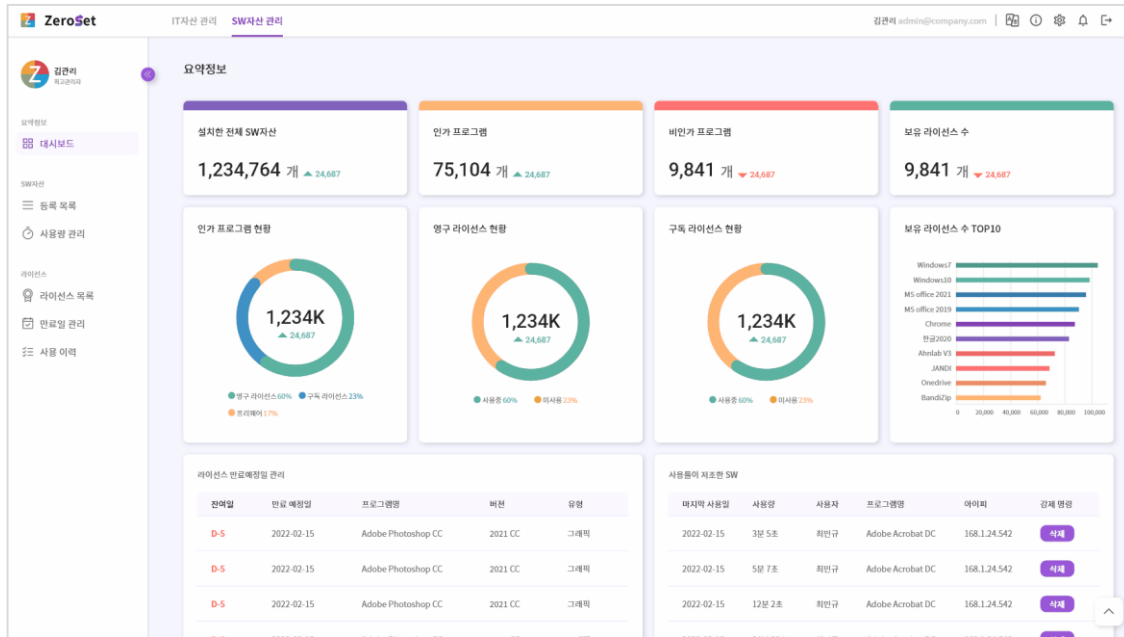 ZeroSet IT자산 관리 SW자산 관리 김관리 admin@company.com
김관리
최고관리자
요약정보
대시보드
SW자산
등록 목록
사용량 관리
라이선스
라이선스 목록
만료일 관리
사용 이력
요약정보
설치한 전체 SW자산
1,234,764 개 24,687
인가 프로그램
75,104 개 24,687
비인가 프로그램
9,841 개 24,687
보유 라이선스 수
9,841 개 24,687
인가 프로그램 현황
1,234K
24,687
영구 라이선스 60% 구독 라이선스 23%
프리웨어 17%
영구 라이선스 현황
1,234K
24,687
사용중 60% 미사용 23%
구독 라이선스 현황
1,234K
24,687
사용중 60% 미사용 23%
보유 라이선스 수 TOP10
Windows7
Windows10
MS office 2021
MS office 2019
Chrome
한글2020
Ahnlab V3
JANDI
Onedrive
BandiZip
0 20,000 40,000 60,000 80,000 100,000
라이선스 만료예정일 관리
잔여일 만료 예정일 프로그램명 버전 유형
D-5 2022-02-15 Adobe Photoshop CC 2021 CC 그래픽
D-5 2022-02-15 Adobe Photoshop CC 2021 CC 그래픽
D-5 2022-02-15 Adobe Photoshop CC 2021 CC 그래픽
사용률이 저조한 SW
마지막 사용일 사용량 사용자 프로그램명 아이피 강제 명령
2022-02-15 3분 5초 최민규 Adobe Acrobat DC 168.1.24.542 삭제
2022-02-15 5분 7초 최민규 Adobe Acrobat DC 168.1.24.542 삭제
2022-02-15 12분 2초 최민규 Adobe Acrobat DC 168.1.24.542 삭제